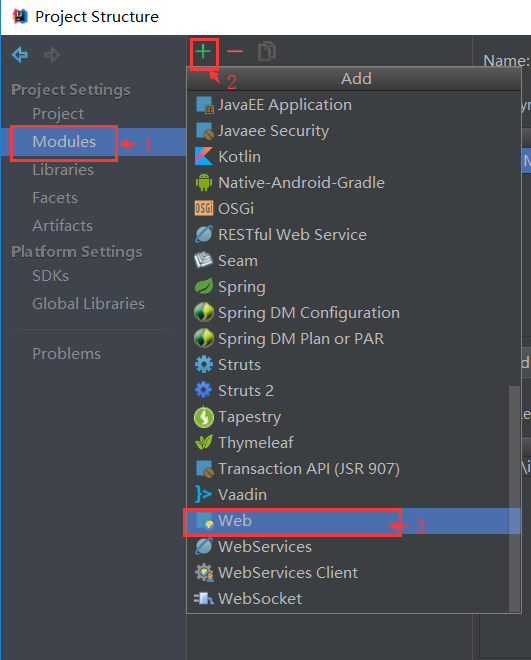 Project Structure
Project Settings
Project
Modules
1
Libraries
Facets
Artifacts
Platform Settings
SDKs
Global Libraries
Problems
2
Name:
Add
JavaEE Application
Javaee Security
Kotlin
Native-Android-Gradle
OSGi
OSGi
RESTful Web Service
Seam
Spring
Spring DM Configuration
Spring DM Plan or PAR
Struts
Struts 2
Tapestry
Thymeleaf
Transaction API (JSR 907)
Vaadin
Web
3
WebServices
WebServices Client
WebSocket